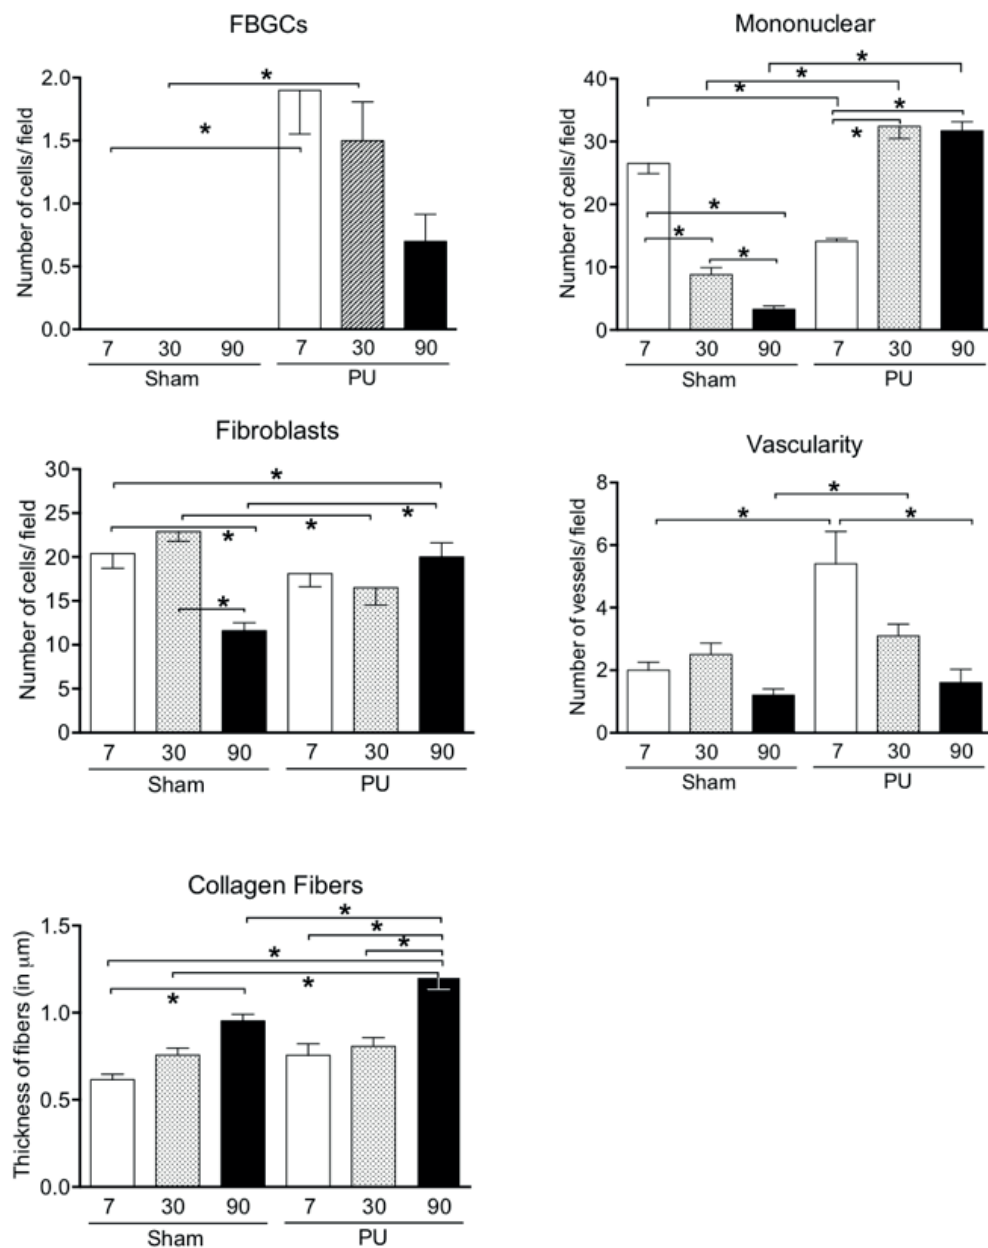 FBGCs
Number of cells/ field
2.0
1.5
1.0
0.5
0.0
*
*
7 30 90 7 30 90
Sham PU
Mononuclear
Number of cells/ field
40
30
20
10
0
*
*
*
*
*
*
*
*
7 30 90 7 30 90
Sham PU
Fibroblasts
Number of cells/ field
30
25
20
15
10
5
0
*
*
*
*
*
7 30 90 7 30 90
Sham PU
Vascularity
Number of vessels/ field
8
6
4
2
0
*
*
*
7 30 90 7 30 90
Sham PU
Collagen Fibers
Thickness of fibers (in μm)
1.5
1.0
0.5
0.0
*
*
*
*
*
*
7 30 90 7 30 90
Sham PU